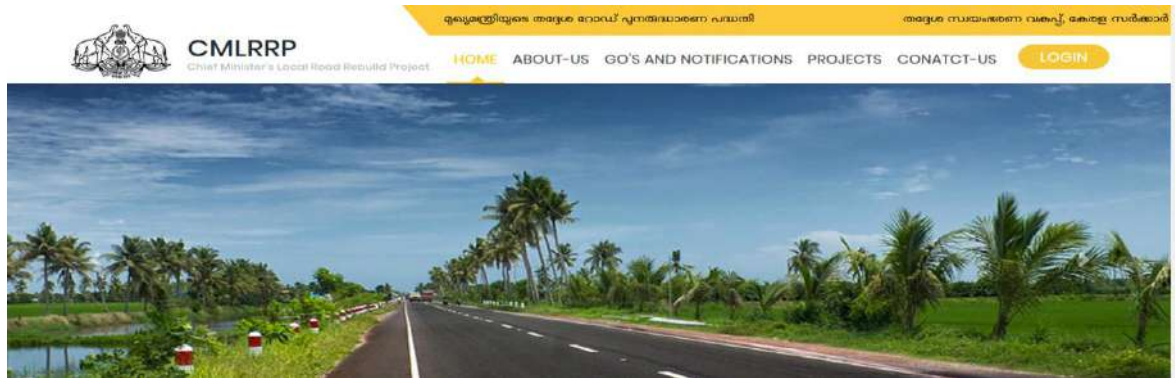 മുഖ്യമന്ത്രിയുടെ തദ്ദേശ റോഡ് പുനരുദ്ധാരണ പദ്ധതി
തദ്ദേശ സ്വയംഭരണ വകുപ്പ്, കേരള സർക്കാർ
CMLRRP
Chief Minister's Local Road Rebuild Project
HOME ABOUT-US GO'S AND NOTIFICATIONS PROJECTS CONATCT-US LOGIN